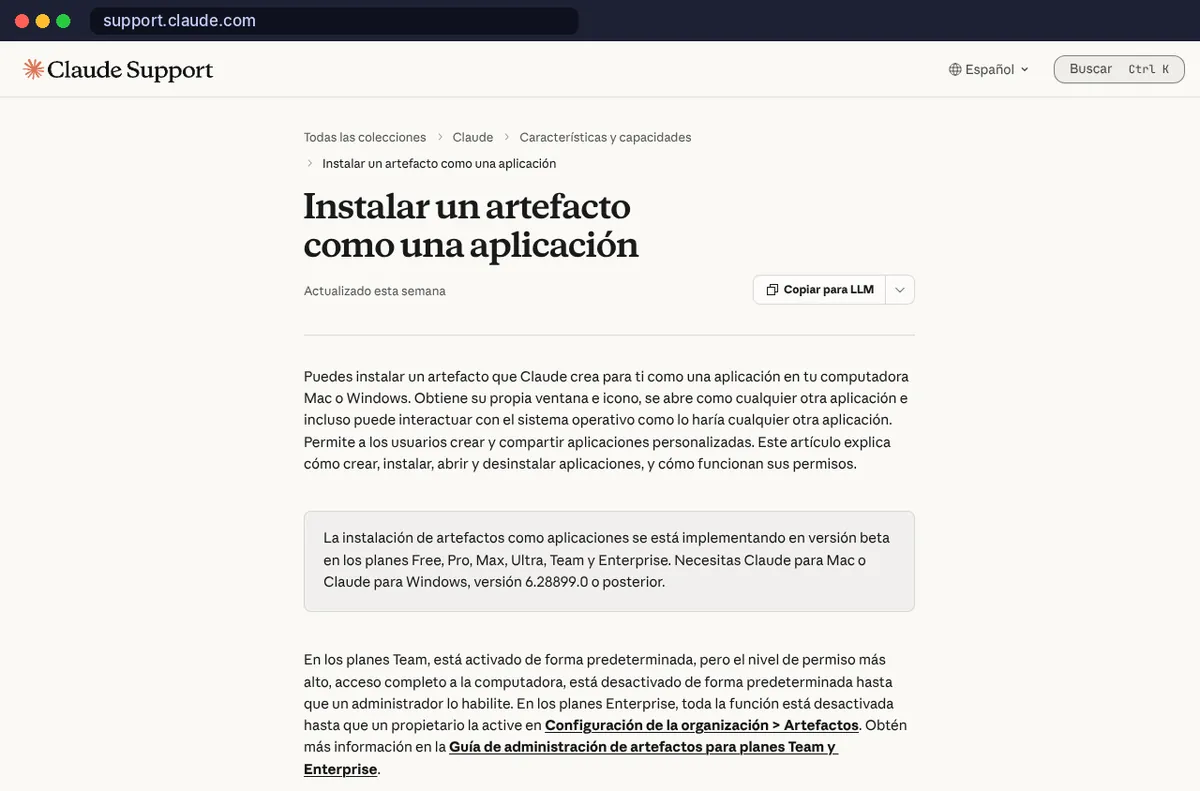 support.claude.com
Claude Support
Español
Buscar Ctrl K
Todas las colecciones > Claude > Características y capacidades
> Instalar un artefacto como una aplicación
Instalar un artefacto
como una aplicación
Actualizado esta semana
Copiar para LLM
Puedes instalar un artefacto que Claude crea para ti como una aplicación en tu computadora
Mac o Windows. Obtiene su propia ventana e icono, se abre como cualquier otra aplicación e
incluso puede interactuar con el sistema operativo como lo haría cualquier otra aplicación.
Permite a los usuarios crear y compartir aplicaciones personalizadas. Este artículo explica
cómo crear, instalar, abrir y desinstalar aplicaciones, y cómo funcionan sus permisos.
La instalación de artefactos como aplicaciones se está implementando en versión beta
en los planes Free, Pro, Max, Ultra, Team y Enterprise. Necesitas Claude para Mac o
Claude para Windows, versión 6.28899.0 o posterior.
En los planes Team, está activado de forma predeterminada, pero el nivel de permiso más
alto, acceso completo a la computadora, está desactivado de forma predeterminada hasta
que un administrador lo habilite. En los planes Enterprise, toda la función está desactivada
hasta que un propietario la active en Configuración de la organización > Artefactos. Obtén
más información en la Guía de administración de artefactos para planes Team y
Enterprise.